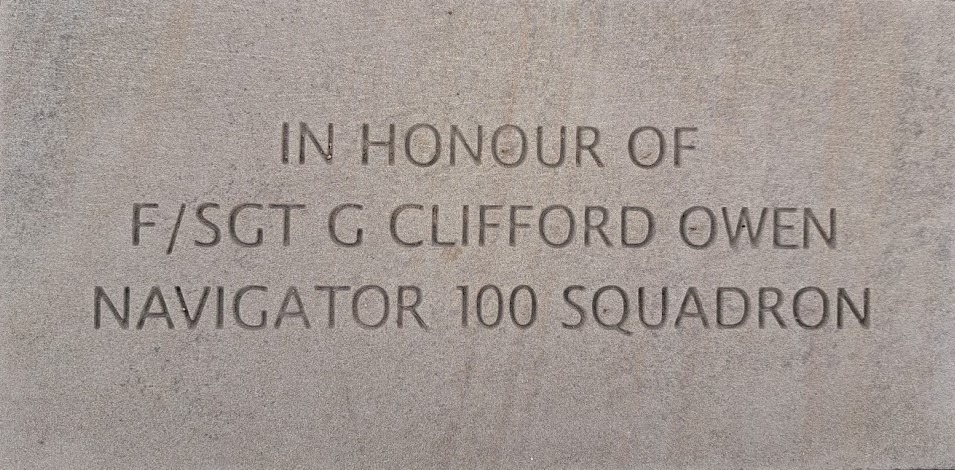 IN HONOUR OF
F/SGT G CLIFFORD OWEN
NAVIGATOR 100 SQUADRON